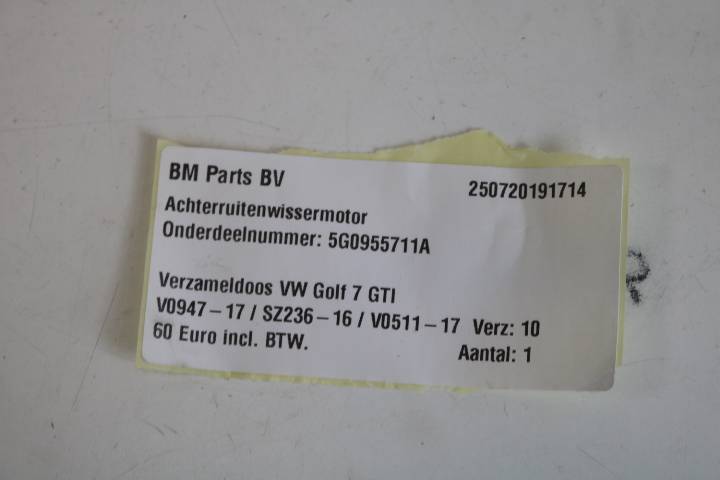 BM Parts BV 250720191714
Achterruitenwissermotor
Onderdeelnummer: 5G0955711A
Verzameldoos VW Golf 7 GTI
V0947-17 / SZ236-16 / V0511-17 Verz: 10
60 Euro incl. BTW. Aantal: 1
R